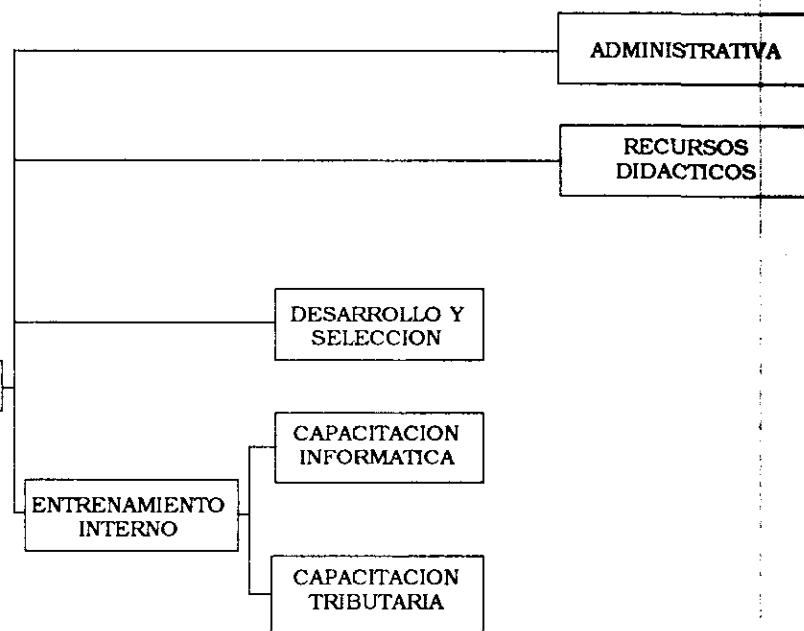 ADMINISTRATIVA
RECURSOS
DIDACTICOS
DESARROLLO Y
SELECCION
CAPACITACION
INFORMATICA
ENTRENAMIENTO
INTERNO
CAPACITACION
TRIBUTARIA